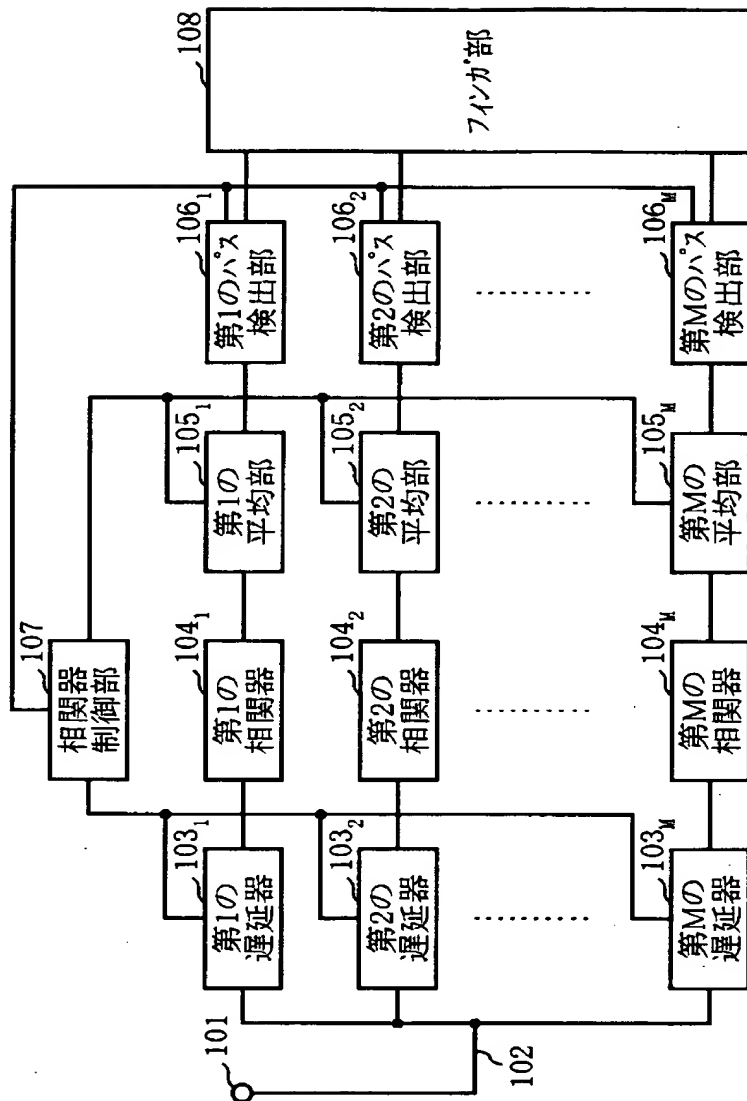 101
102
103₁
第1の
遅延器
103₂
第2の
遅延器
103M
第Mの
遅延器
107
相関器
制御部
104₁
第1の
相関器
104₂
第2の
相関器
104M
第Mの
相関器
105₁
第1の
平均部
105₂
第2の
平均部
105M
第Mの
平均部
106₁
第1のパス
検出部
106₂
第2のパス
検出部
106M
第Mのパス
検出部
108
フィンガ部